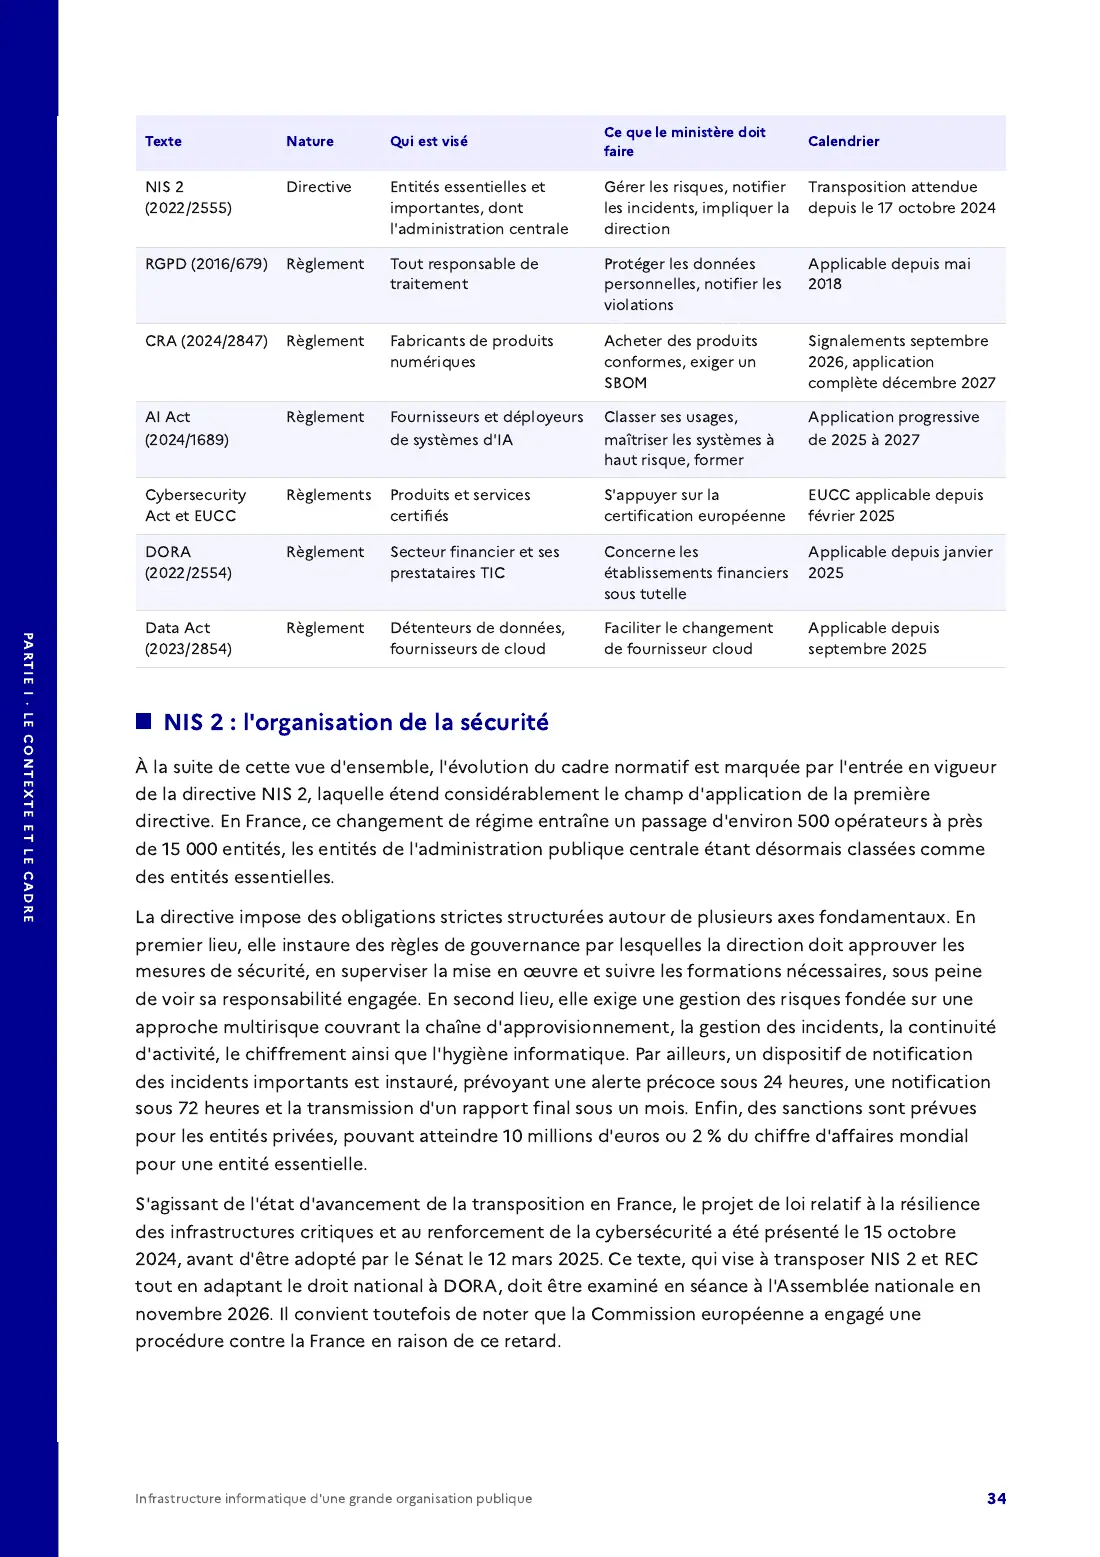 PARTIE I · LE CONTEXTE ET LE CADRE
Texte
Nature
Qui est visé
Ce que le ministère doit
faire
Calendrier
NIS 2
(2022/2555)
Directive
Entités essentielles et
importantes, dont
l'administration centrale
Gérer les risques, notifier
les incidents, impliquer la
direction
Transposition attendue
depuis le 17 octobre 2024
RGPD (2016/679)
Règlement
Tout responsable de
traitement
Protéger les données
personnelles, notifier les
violations
Applicable depuis mai
2018
CRA (2024/2847)
Règlement
Fabricants de produits
numériques
Acheter des produits
conformes, exiger un
SBOM
Signalements septembre
2026, application
complète décembre 2027
AI Act
(2024/1689)
Règlement
Fournisseurs et déployeurs
de systèmes d'IA
Classer ses usages,
maîtriser les systèmes à
haut risque, former
Application progressive
de 2025 à 2027
Cybersecurity
Act et EUCC
Règlements
Produits et services
certifiés
S'appuyer sur la
certification européenne
EUCC applicable depuis
février 2025
DORA
(2022/2554)
Règlement
Secteur financier et ses
prestataires TIC
Concerne les
établissements financiers
sous tutelle
Applicable depuis janvier
2025
Data Act
(2023/2854)
Règlement
Détenteurs de données,
fournisseurs de cloud
Faciliter le changement
de fournisseur cloud
Applicable depuis
septembre 2025
NIS 2 : l'organisation de la sécurité
À la suite de cette vue d'ensemble, l'évolution du cadre normatif est marquée par l'entrée en vigueur
de la directive NIS 2, laquelle étend considérablement le champ d'application de la première
directive. En France, ce changement de régime entraîne un passage d'environ 500 opérateurs à près
de 15 000 entités, les entités de l'administration publique centrale étant désormais classées comme
des entités essentielles.
La directive impose des obligations strictes structurées autour de plusieurs axes fondamentaux. En
premier lieu, elle instaure des règles de gouvernance par lesquelles la direction doit approuver les
mesures de sécurité, en superviser la mise en œuvre et suivre les formations nécessaires, sous peine
de voir sa responsabilité engagée. En second lieu, elle exige une gestion des risques fondée sur une
approche multirisque couvrant la chaîne d'approvisionnement, la gestion des incidents, la continuité
d'activité, le chiffrement ainsi que l'hygiène informatique. Par ailleurs, un dispositif de notification
des incidents importants est instauré, prévoyant une alerte précoce sous 24 heures, une notification
sous 72 heures et la transmission d'un rapport final sous un mois. Enfin, des sanctions sont prévues
pour les entités privées, pouvant atteindre 10 millions d'euros ou 2 % du chiffre d'affaires mondial
pour une entité essentielle.
S'agissant de l'état d'avancement de la transposition en France, le projet de loi relatif à la résilience
des infrastructures critiques et au renforcement de la cybersécurité a été présenté le 15 octobre
2024, avant d'être adopté par le Sénat le 12 mars 2025. Ce texte, qui vise à transposer NIS 2 et REC
tout en adaptant le droit national à DORA, doit être examiné en séance à l'Assemblée nationale en
novembre 2026. Il convient toutefois de noter que la Commission européenne a engagé une
procédure contre la France en raison de ce retard.
Infrastructure informatique d'une grande organisation publique
34